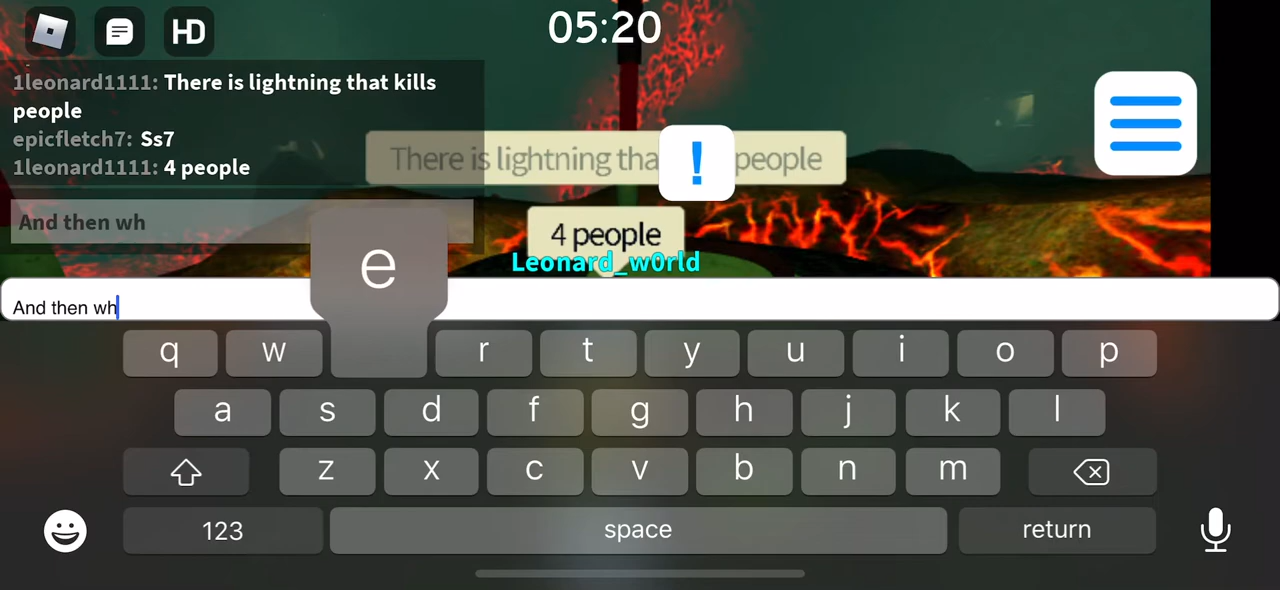 HD
05:20
1leonard1111: There is lightning that kills
people
epicfletch7: Ss7
1leonard1111: 4 people
There is lightning tha
people
!
And then wh
4 people
Leonard_w0rld
e
And then wh
q w r t y u i o p
a s d f g h j k l
z x c v b n m
123 space return